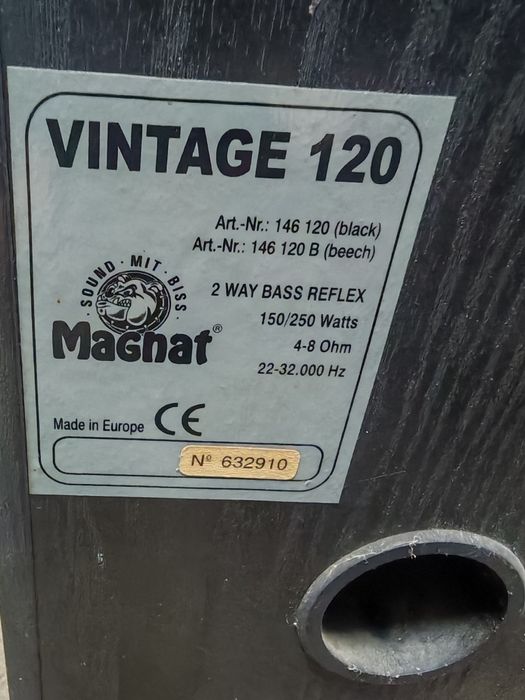 VINTAGE 120
Art.-Nr.: 146 120 (black)
Art.-Nr.: 146 120 B (beech)
SOUND · MIT · BISS
Magnat®
2 WAY BASS REFLEX
150/250 Watts
4-8 Ohm
22-32.000 Hz
Made in Europe CE
Nº 632910